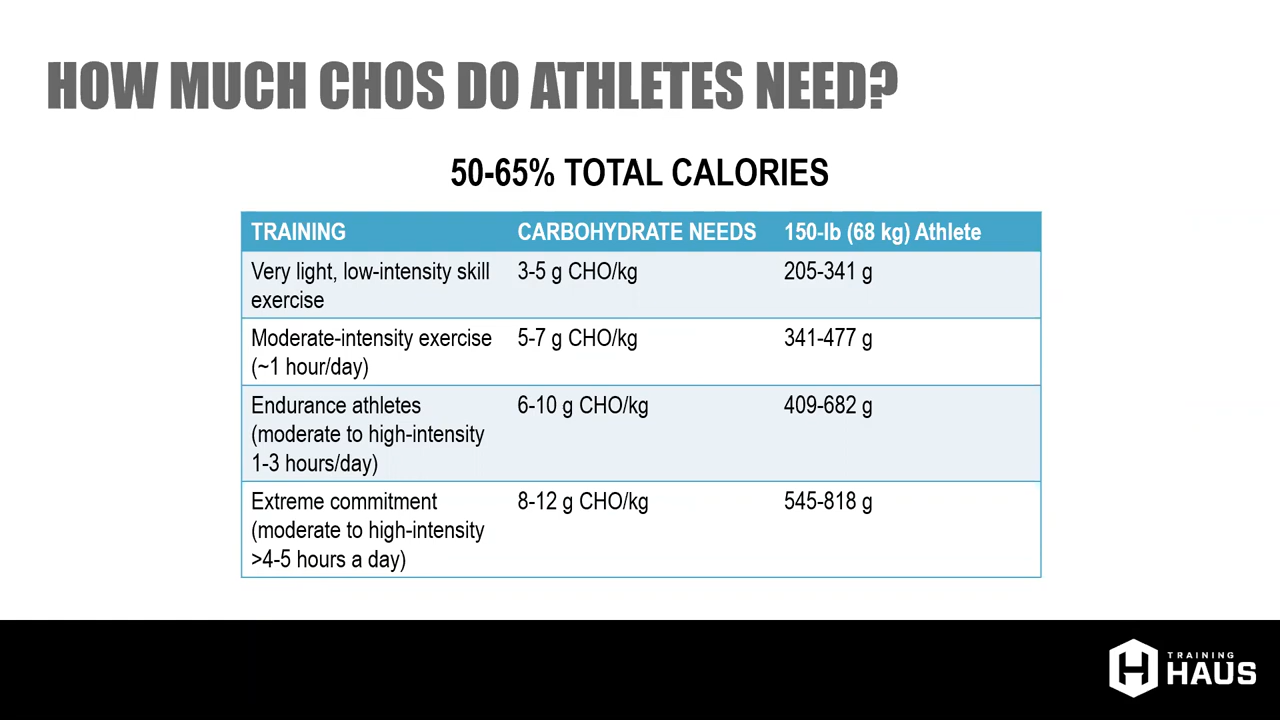 HOW MUCH CHOS DO ATHLETES NEED?
50-65% TOTAL CALORIES
TRAINING CARBOHYDRATE NEEDS 150-lb (68 kg) Athlete
Very light, low-intensity skill 3-5 g CHO/kg 205-341 g
exercise
Moderate-intensity exercise 5-7 g CHO/kg 341-477 g
(~1 hour/day)
Endurance athletes 6-10 g CHO/kg 409-682 g
(moderate to high-intensity
1-3 hours/day)
Extreme commitment 8-12 g CHO/kg 545-818 g
(moderate to high-intensity
>4-5 hours a day)
TRAINING
HAUS